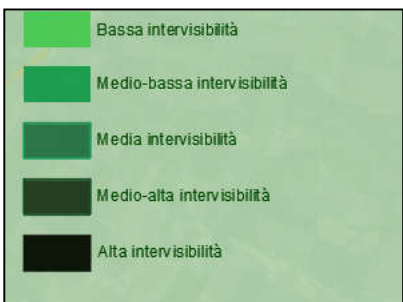 Bassa intervisibilità
Medio-bassa intervisibilità
Media intervisibilità
Medio-alta intervisibilità
Alta intervisibilità